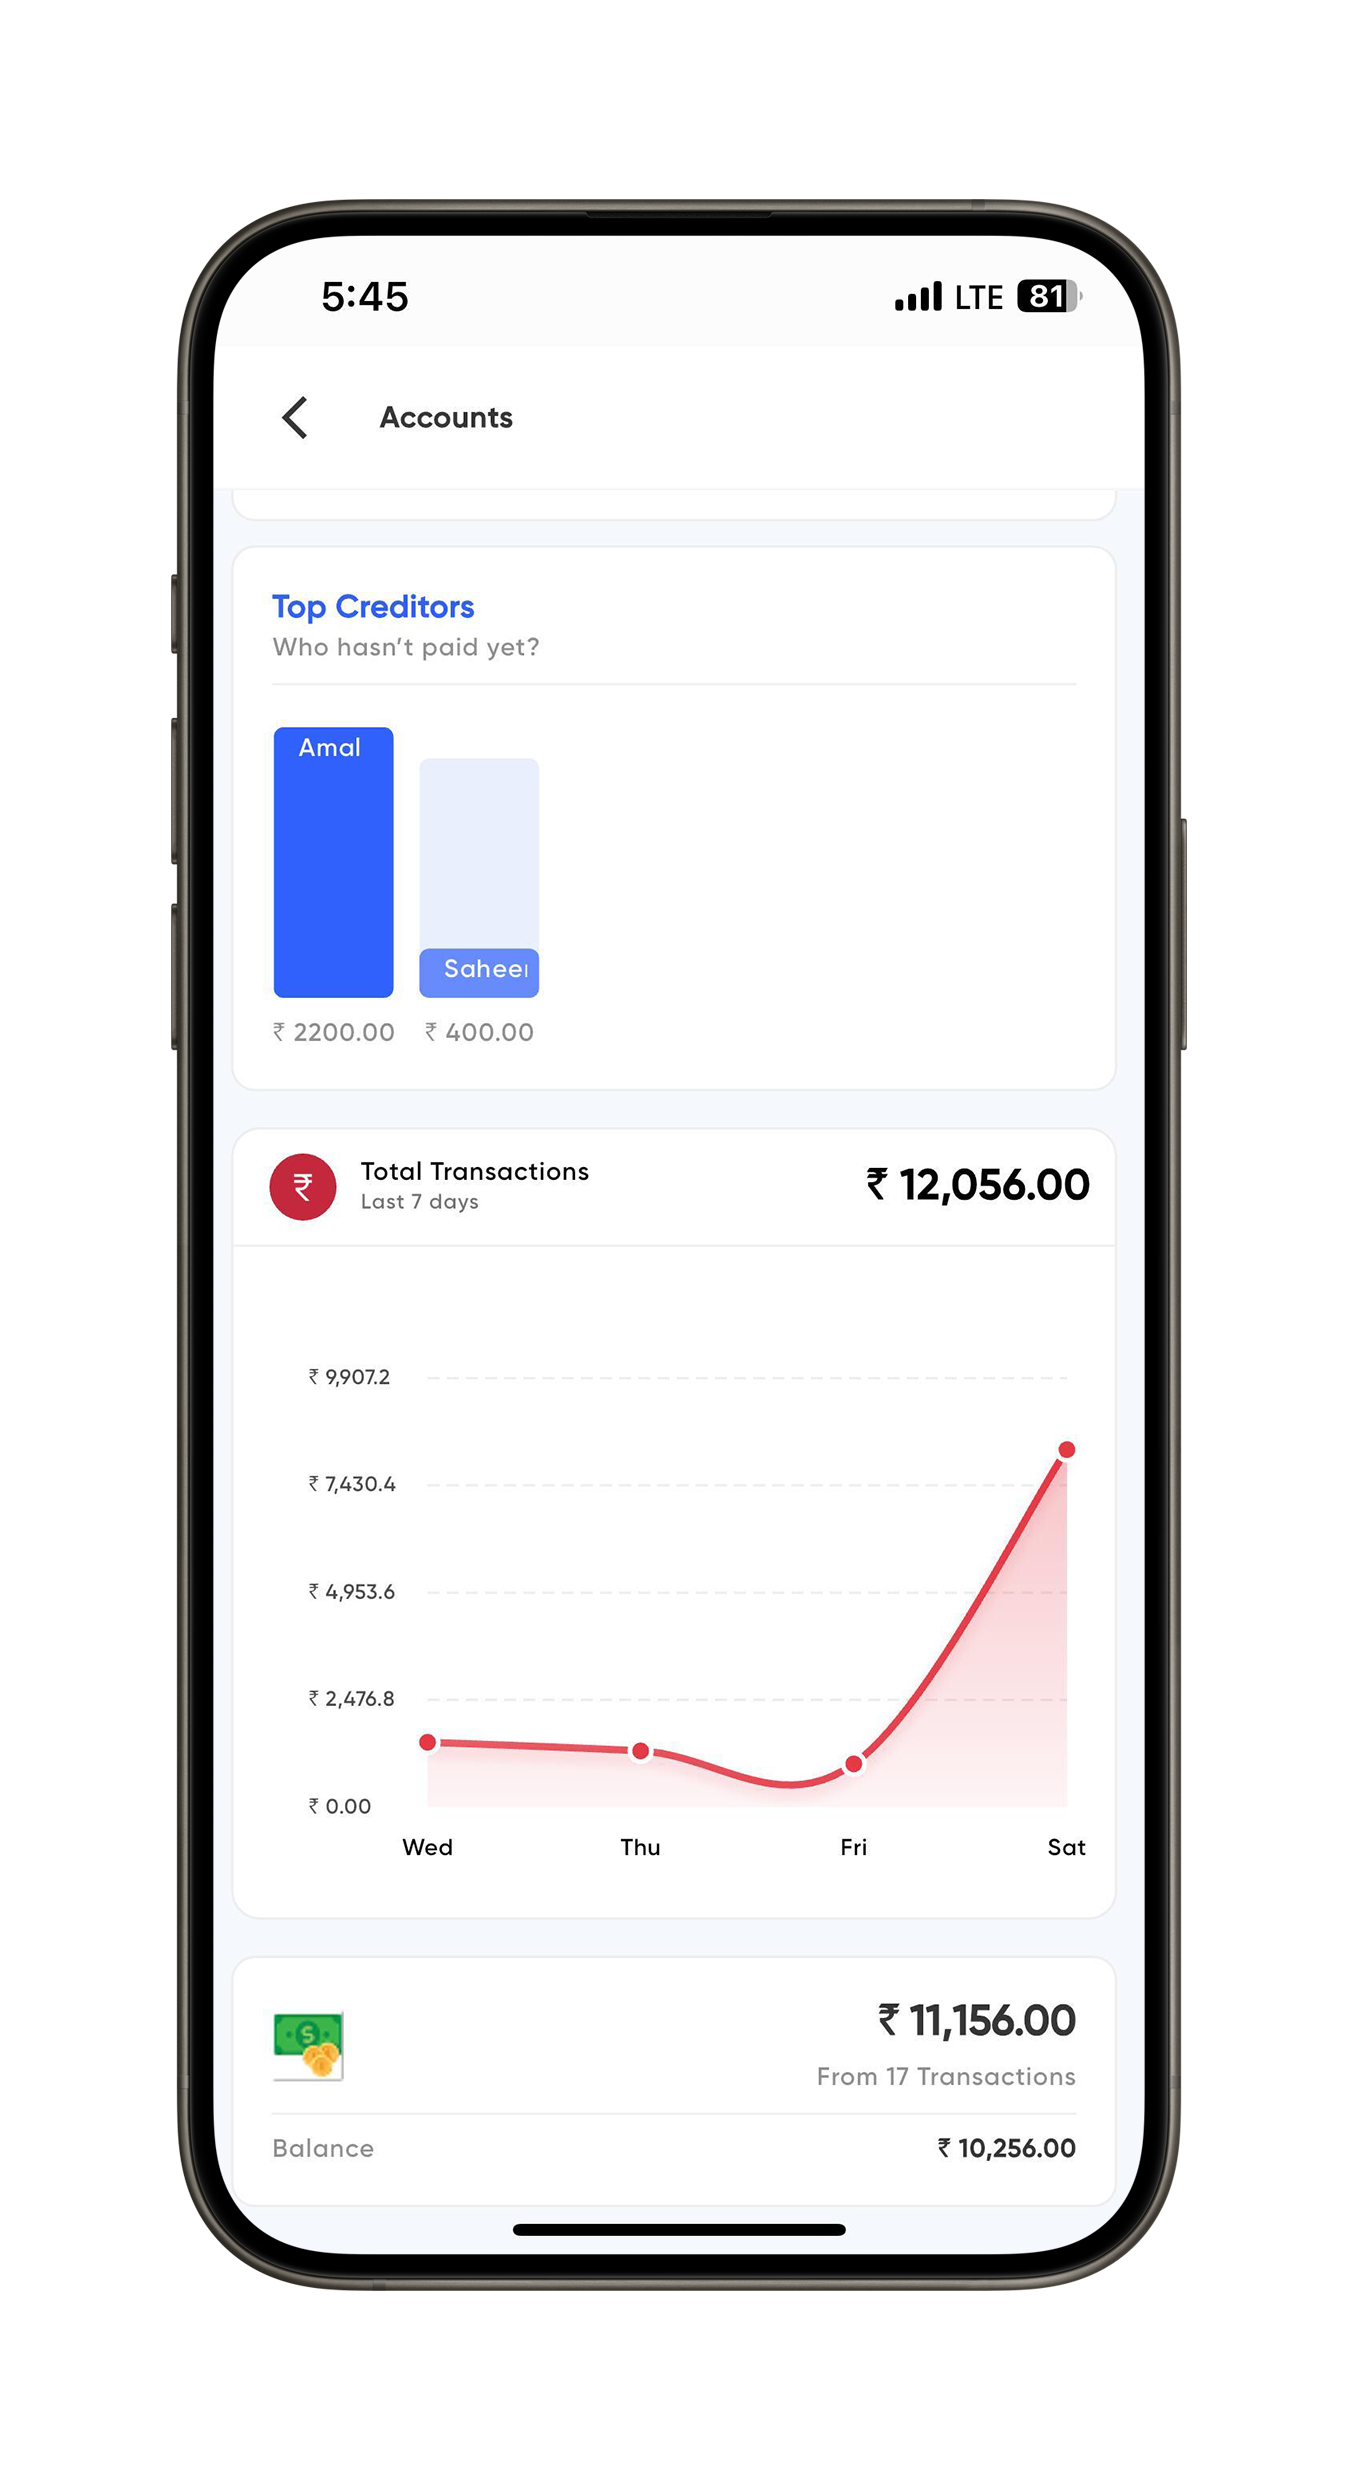 5:45 LTE 81
Accounts
Top Creditors
Who hasn't paid yet?
Amal
₹ 2200.00 ₹ 400.00
Total Transactions
Last 7 days
₹ 12,056.00
₹ 9,907.2
₹ 7,430.4
₹ 4,953.6
₹ 2,476.8
₹ 0.00
Wed Thu Fri Sat
₹ 11,156.00
From 17 Transactions
Balance ₹ 10,256.00